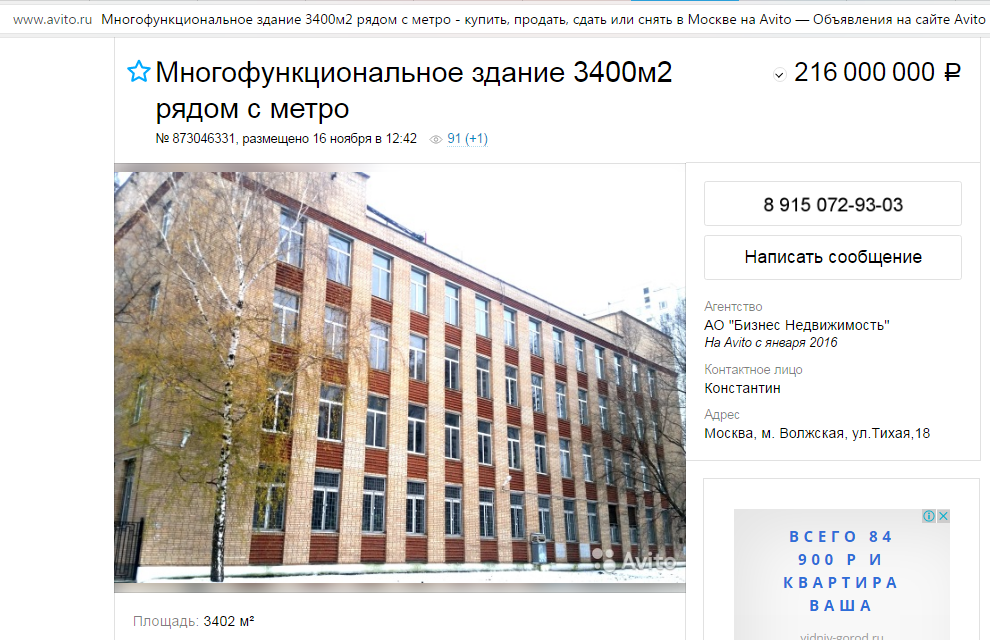 www.avito.ru Многофункциональное здание 3400м2 рядом с метро - купить, продать, сдать или снять в Москве на Avito — Объявления на сайте Avito
Многофункциональное здание 3400м2
рядом с метро
216 000 000 ₽
№ 873046331, размещено 16 ноября в 12:42 91 (+1)
8 915 072-93-03
Написать сообщение
Агентство
АО "Бизнес Недвижимость"
На Avito с января 2016
Контактное лицо
Константин
Адрес
Москва, м. Волжская, ул.Тихая,18
Avito
ВСЕГО 84
900 Р И
КВАРТИРА
ВАША
vidniy-gorod.ru
Площадь: 3402 м²